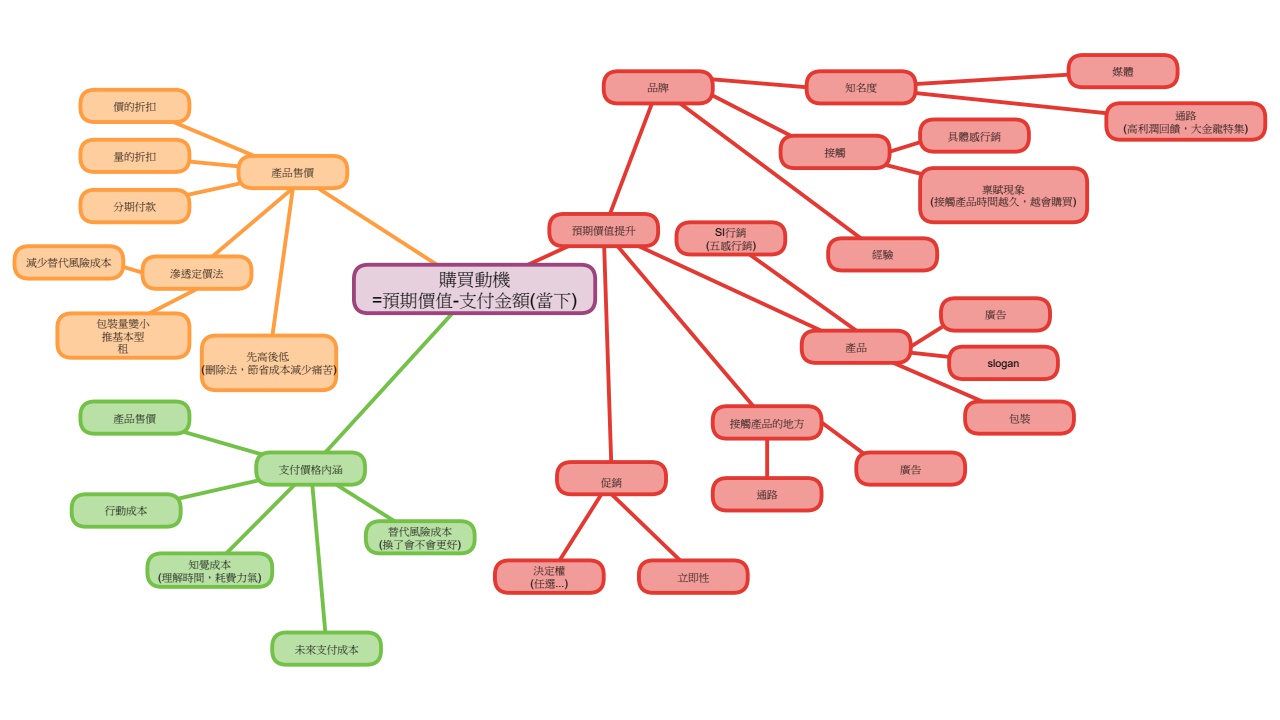 購買動機
=預期價值-支付金額(當下)
產品售價
價的折扣
量的折扣
分期付款
滲透定價法
減少替代風險成本
包裝量變小
推基本型
租
先高後低
(刪除法，節省成本減少痛苦)
支付價格內涵
產品售價
行動成本
知覺成本
(理解時間，耗費力氣)
未來支付成本
替代風險成本
(換了會不會更好)
預期價值提升
品牌
知名度
媒體
通路
(高利潤回饋，大金龍特集)
接觸
具體感行銷
稟賦現象
(接觸產品時間越久，越會購買)
經驗
產品
SI行銷
(五感行銷)
廣告
slogan
包裝
接觸產品的地方
廣告
通路
促銷
決定權
(任選...)
立即性